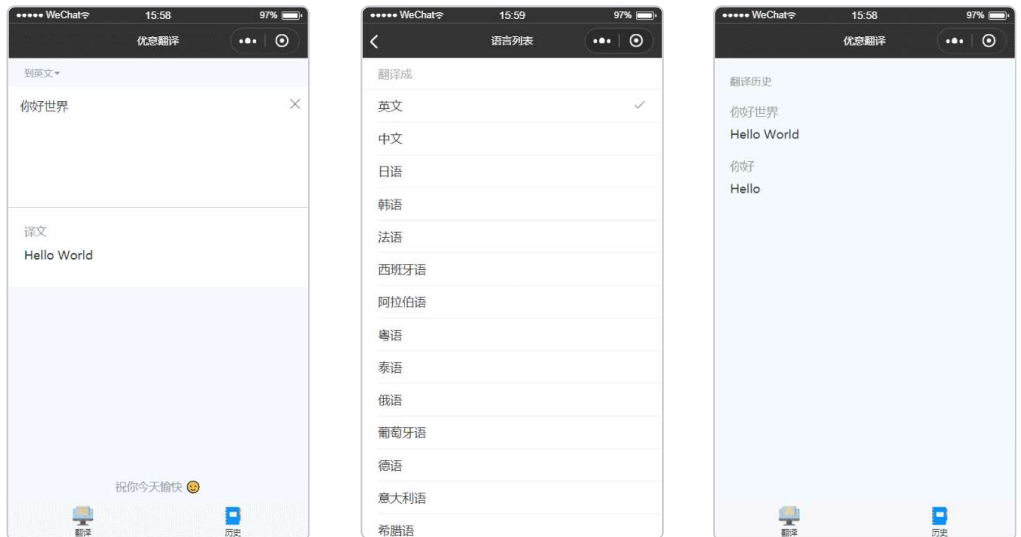 WeChat 15:58 97%
优意翻译
到英文
你好世界
译文
Hello World
祝你今天愉快
翻译
历史
WeChat 15:59 97%
语言列表
翻译成
英文
中文
日语
韩语
法语
西班牙语
阿拉伯语
粤语
泰语
俄语
葡萄牙语
德语
意大利语
希腊语
WeChat 15:58 97%
优意翻译
翻译历史
你好世界
Hello World
你好
Hello
翻译
历史